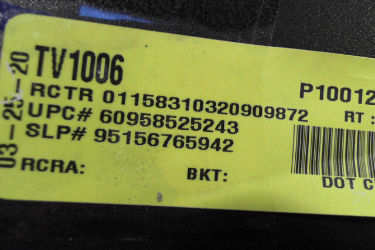 03-25-20
TV1006
P10012
RCTR 01158310320909872
RT:
UPC# 60958525243
SLP# 95156765942
RCRA:
BKT:
DOT C